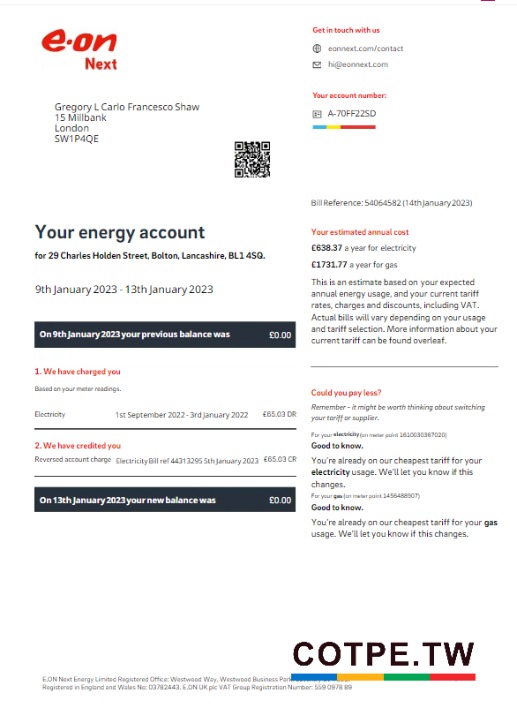 e·on
Next
Get in touch with us
eonnext.com/contact
hi@eonnext.com
Your account number:
A-70FF22SD
Gregory L Carlo Francesco Shaw
15 Millbank
London
SW1P4QE
Bill Reference: 54064582 (14th January 2023)
Your energy account
for 29 Charles Holden Street, Bolton, Lancashire, BL1 4SQ.
9th January 2023 - 13th January 2023
On 9th January 2023 your previous balance was £0.00
1. We have charged you
Based on your meter readings.
Electricity 1st September 2022 - 3rd January 2022 £65.03 DR
2. We have credited you
Reversed account charge Electricity Bill ref 44313295 5th January 2023 £65.03 CR
On 13th January 2023 your new balance was £0.00
Your estimated annual cost
£638.37 a year for electricity
£1731.77 a year for gas
This is an estimate based on your expected
annual energy usage, and your current tariff
rates, charges and discounts, including VAT.
Actual bills will vary depending on your usage
and tariff selection. More information about your
current tariff can be found overleaf.
Could you pay less?
Remember – it might be worth thinking about switching
your tariff or supplier.
For your electricity (on meter point 1610030367020)
Good to know.
You're already on our cheapest tariff for your
electricity usage. We'll let you know if this
changes.
For your gas (on meter point 1456488907)
Good to know.
You're already on our cheapest tariff for your gas
usage. We'll let you know if this changes.
COTPE.TW
E.ON Next Energy Limited Registered Office: Westwood Way, Westwood Business Park
Registered in England and Wales No: 03782443. E.ON UK plc VAT Group Registration Number: 559 0978 89